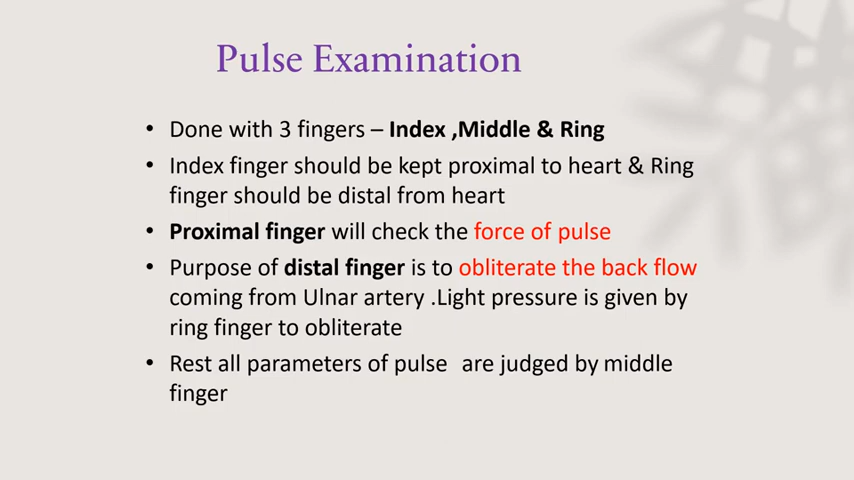 Pulse Examination
• Done with 3 fingers – Index ,Middle & Ring
• Index finger should be kept proximal to heart & Ring
finger should be distal from heart
• Proximal finger will check the force of pulse
• Purpose of distal finger is to obliterate the back flow
coming from Ulnar artery .Light pressure is given by
ring finger to obliterate
• Rest all parameters of pulse are judged by middle
finger